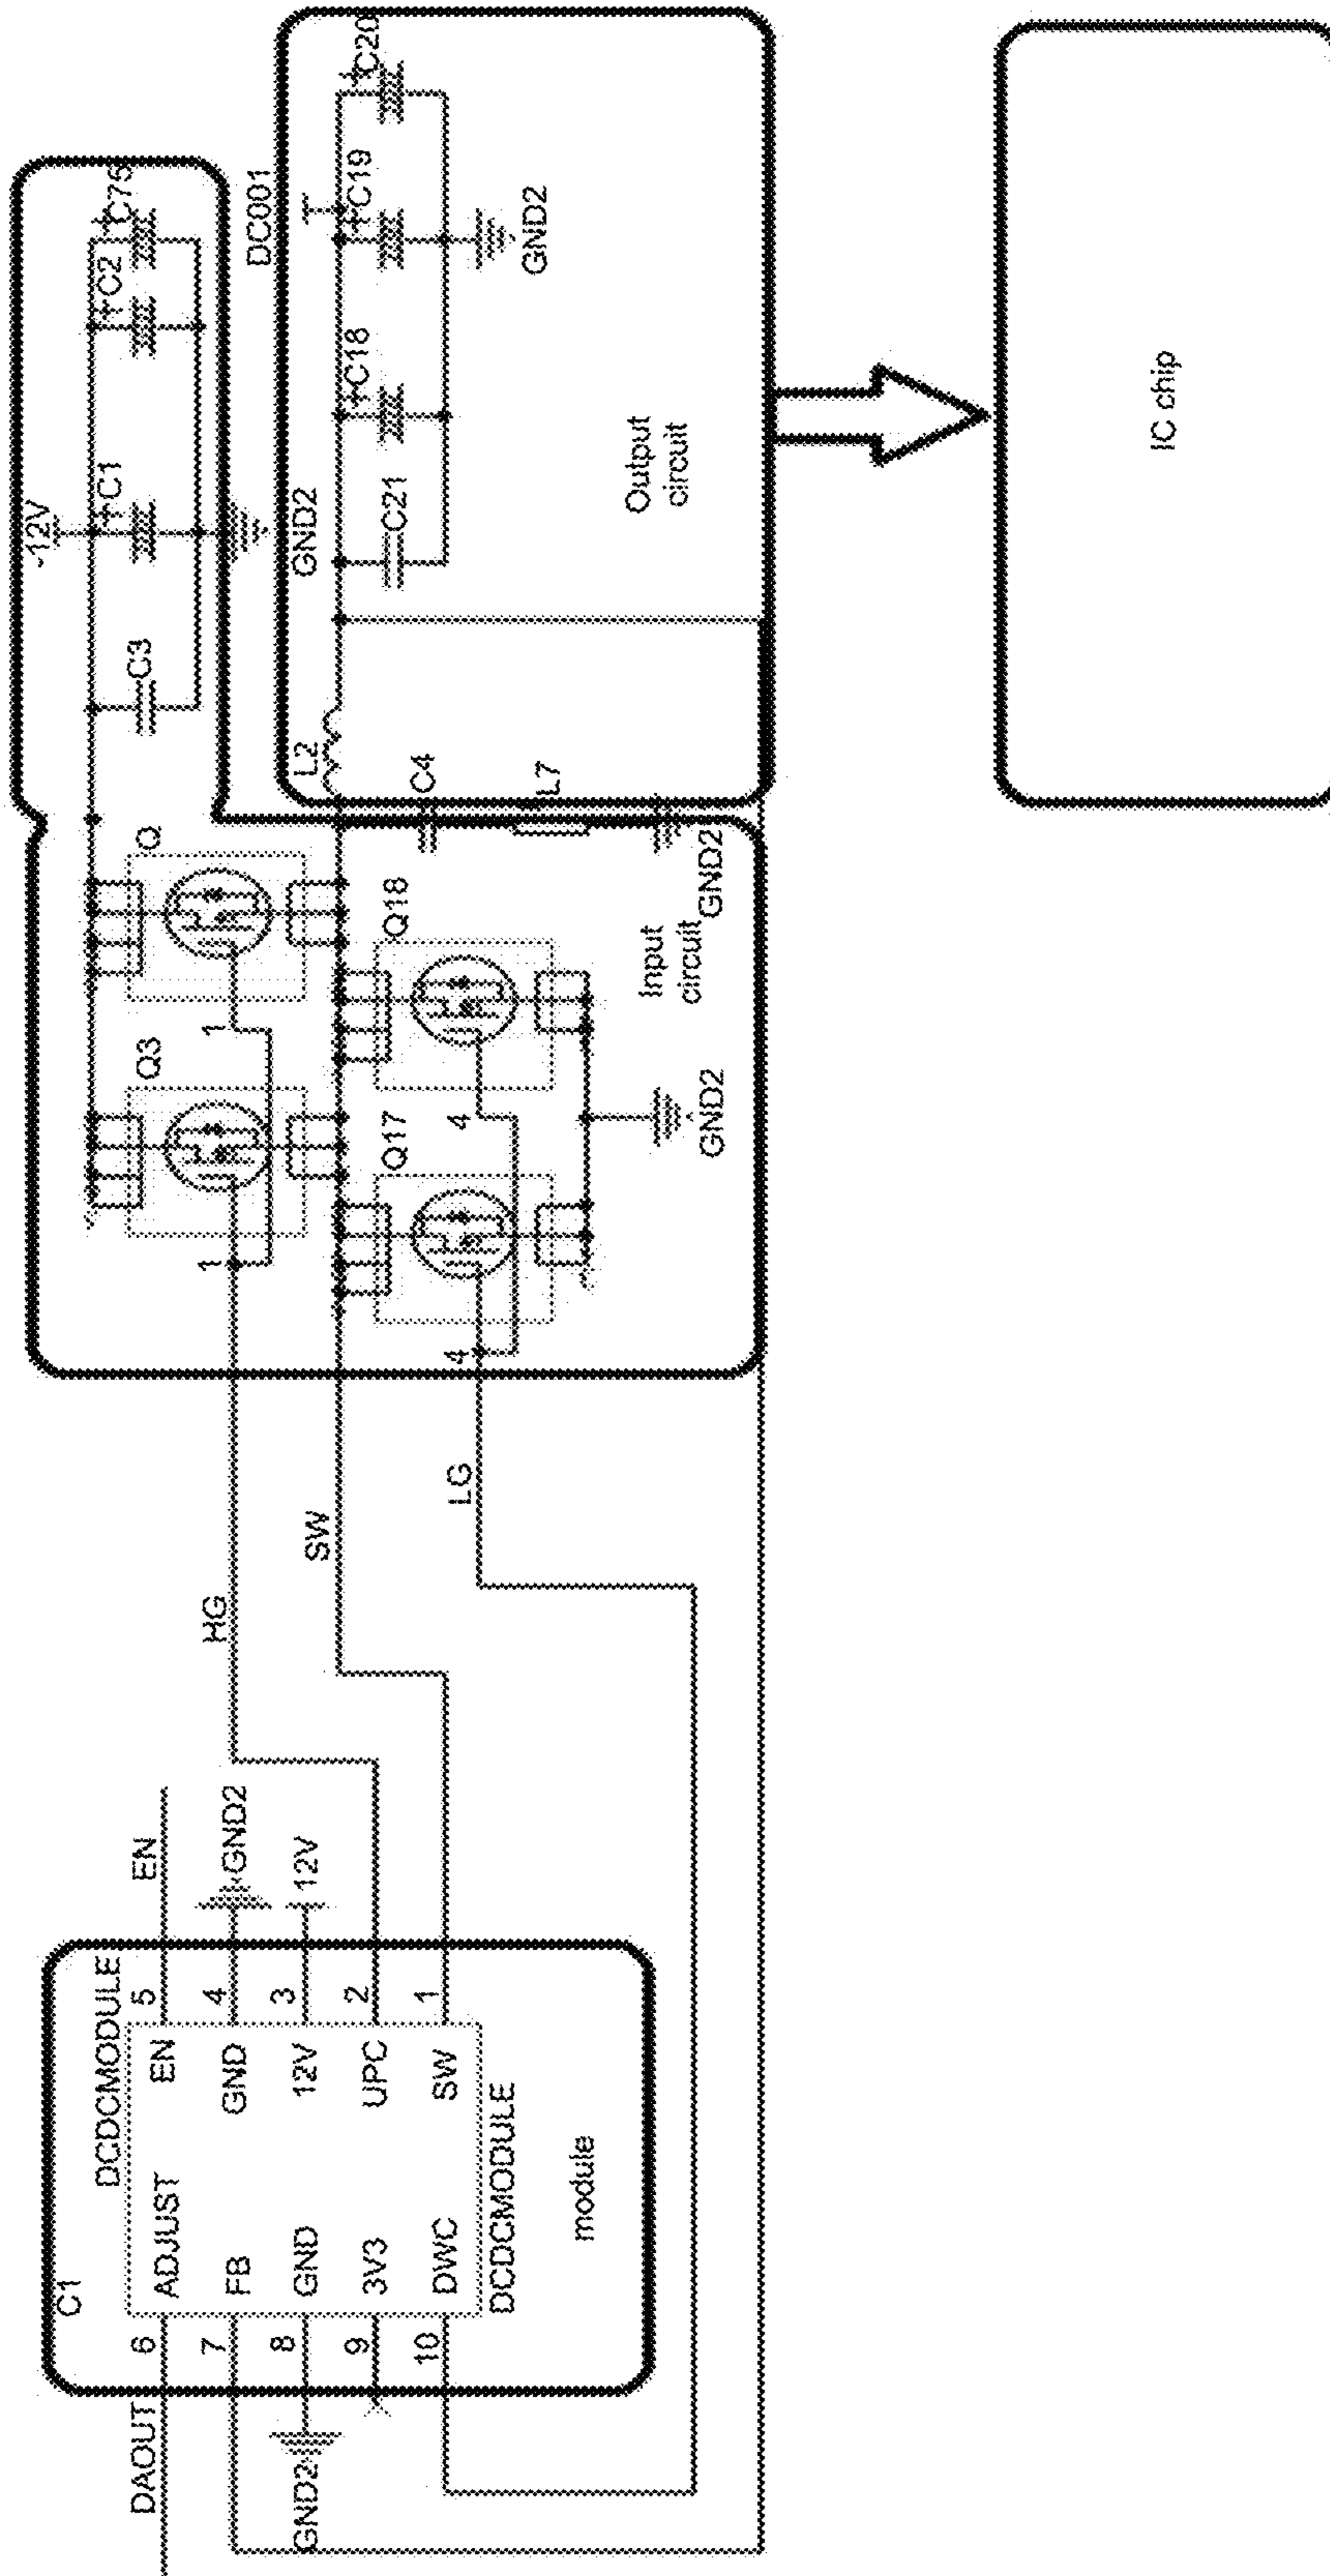 C1
DCDCMODULE
DAOUT
6
ADJUST
EN
5
EN
7
FB
GND
4
GND2
GND2
8
GND
12V
3
12V
9
3V3
UPC
2
10
DWC
SW
1
DCDCMODULE
module
HG
SW
LG
1
Q3
1
Q
4
Q17
4
Q18
GND2
Input
circuit
GND2
C4
L7
-12V
C3
+C1
+C2
+C75
GND2
DC001
L2
C21
+C18
+C19
+C20
GND2
Output
circuit
IC chip